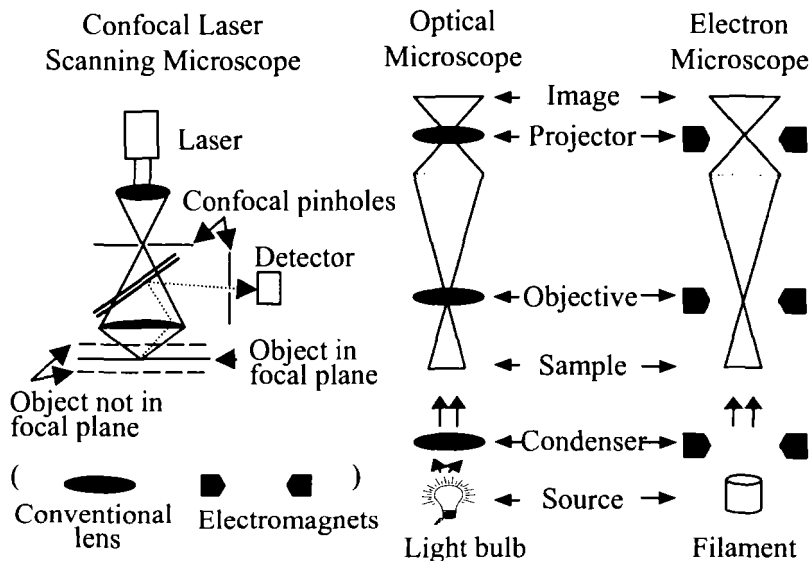 Confocal Laser
Scanning Microscope
Optical
Microscope
Electron
Microscope
Laser
Confocal pinholes
Detector
Object in
focal plane
Object not in
focal plane
Image
Projector
Objective
Sample
Condenser
Source
Light bulb
Filament
( )
Conventional
lens
Electromagnets